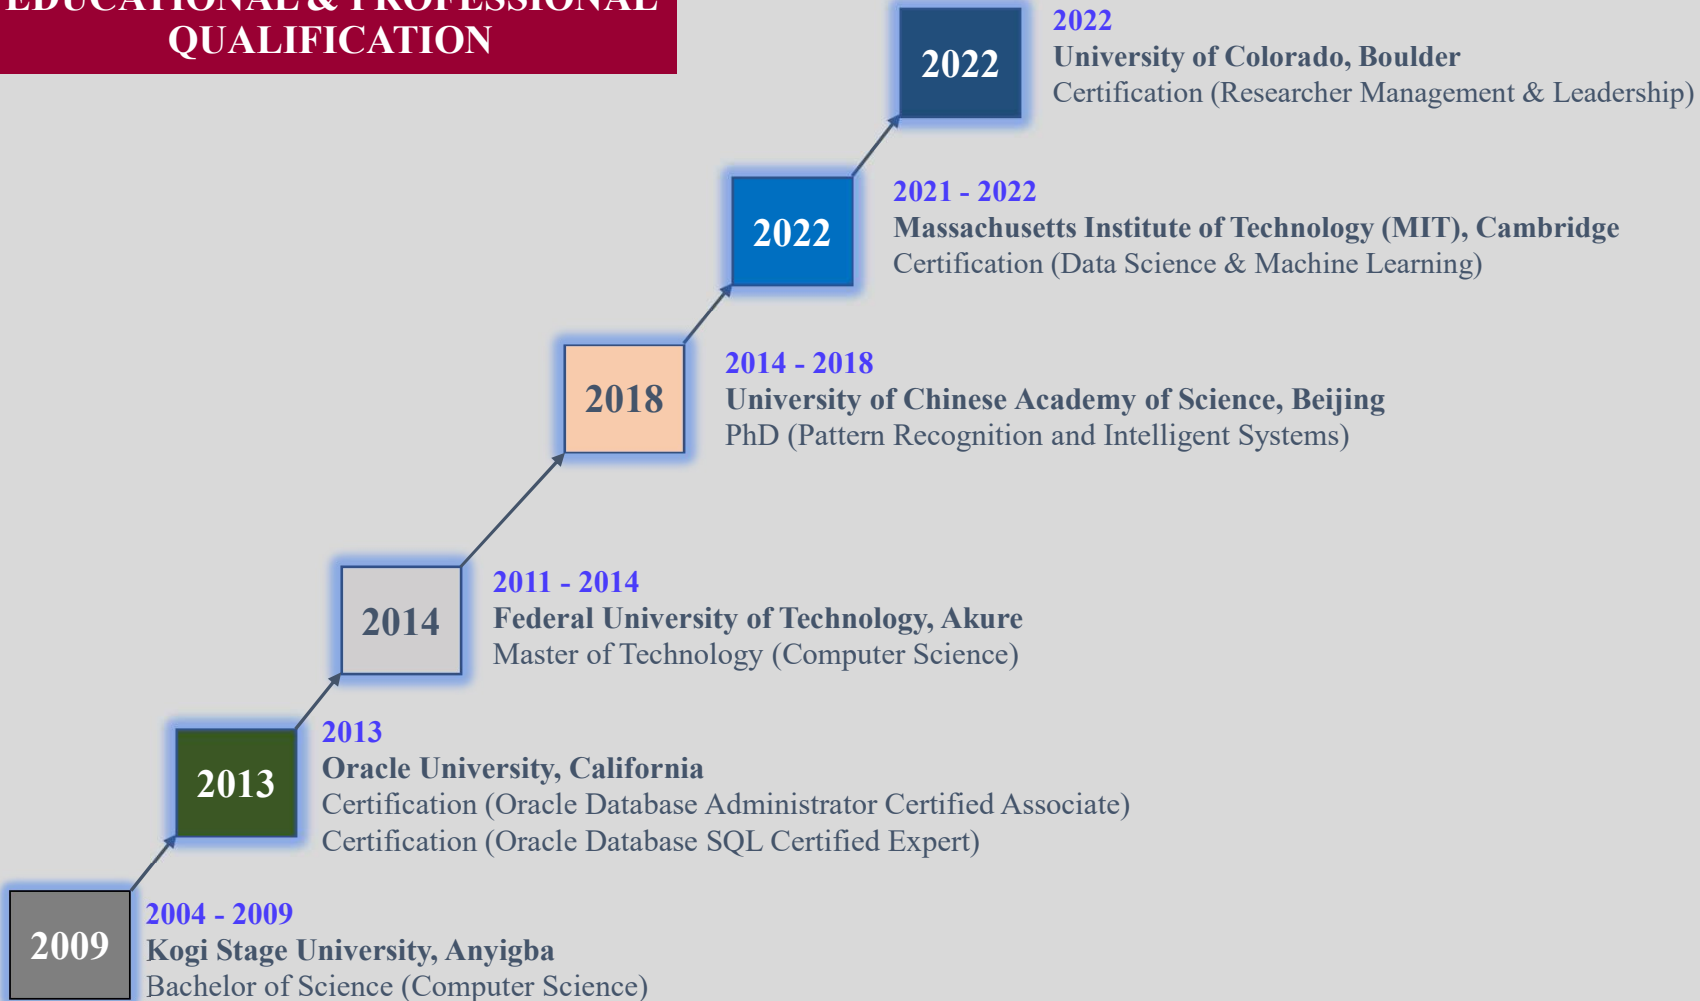 EDUCATIONAL & PROFESSIONAL
QUALIFICATION
2022
2022
University of Colorado, Boulder
Certification (Researcher Management & Leadership)
2022
2021 - 2022
Massachusetts Institute of Technology (MIT), Cambridge
Certification (Data Science & Machine Learning)
2018
2014 - 2018
University of Chinese Academy of Science, Beijing
PhD (Pattern Recognition and Intelligent Systems)
2014
2011 - 2014
Federal University of Technology, Akure
Master of Technology (Computer Science)
2013
2013
Oracle University, California
Certification (Oracle Database Administrator Certified Associate)
Certification (Oracle Database SQL Certified Expert)
2009
2004 - 2009
Kogi Stage University, Anyigba
Bachelor of Science (Computer Science)